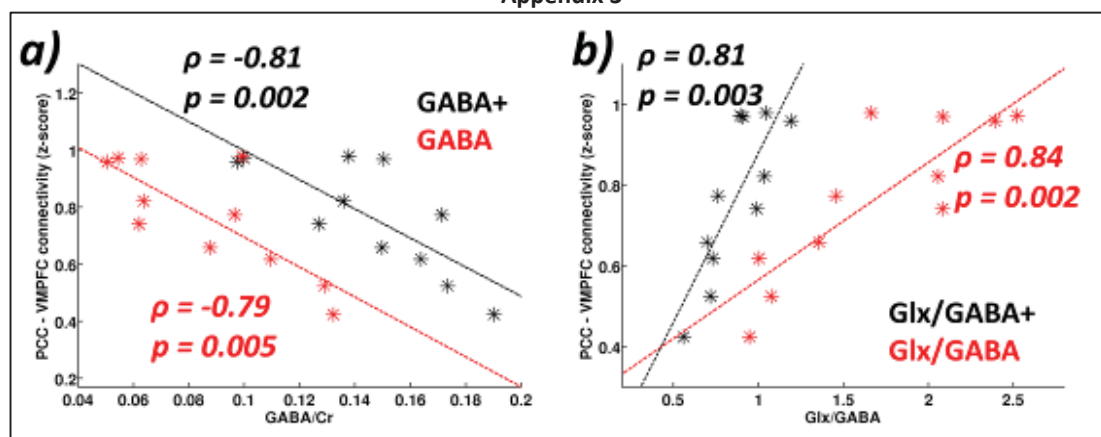 a)
ρ = -0.81
p = 0.002
GABA+
GABA
ρ = -0.79
p = 0.005
PCC - VMPFC connectivity (z-score)
1.2
1
0.8
0.6
0.4
0.2
0.04 0.06 0.08 0.1 0.12 0.14 0.16 0.18 0.2
GABA/Cr
b)
ρ = 0.81
p = 0.003
ρ = 0.84
p = 0.002
Glx/GABA+
Glx/GABA
PCC - VMPFC connectivity (z-score)
1
0.8
0.6
0.4
0.5 1 1.5 2 2.5
Glx/GABA